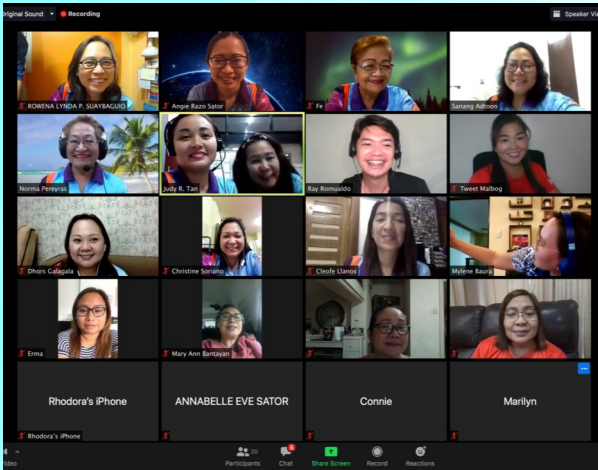 Original Sound
Recording
Speaker Vi
ROWENA LYNDA P. SUAYBAGUIO
Angie Razo Sator
Fe
Sanang Adtoon
Norma Pereyras
Judy R. Tan
Ray Romualdo
Tweet Malbog
Dhors Galagala
Christine Soriano
Cleofe Llanos
Mylene Baura
Erma
Mary Ann Bantayan
Rhodora's iPhone
ANNABELLE EVE SATOR
Connie
Marilyn
Rhodora's iPhone
Video
Participants
20
Chat
Share Screen
Record
Reactions